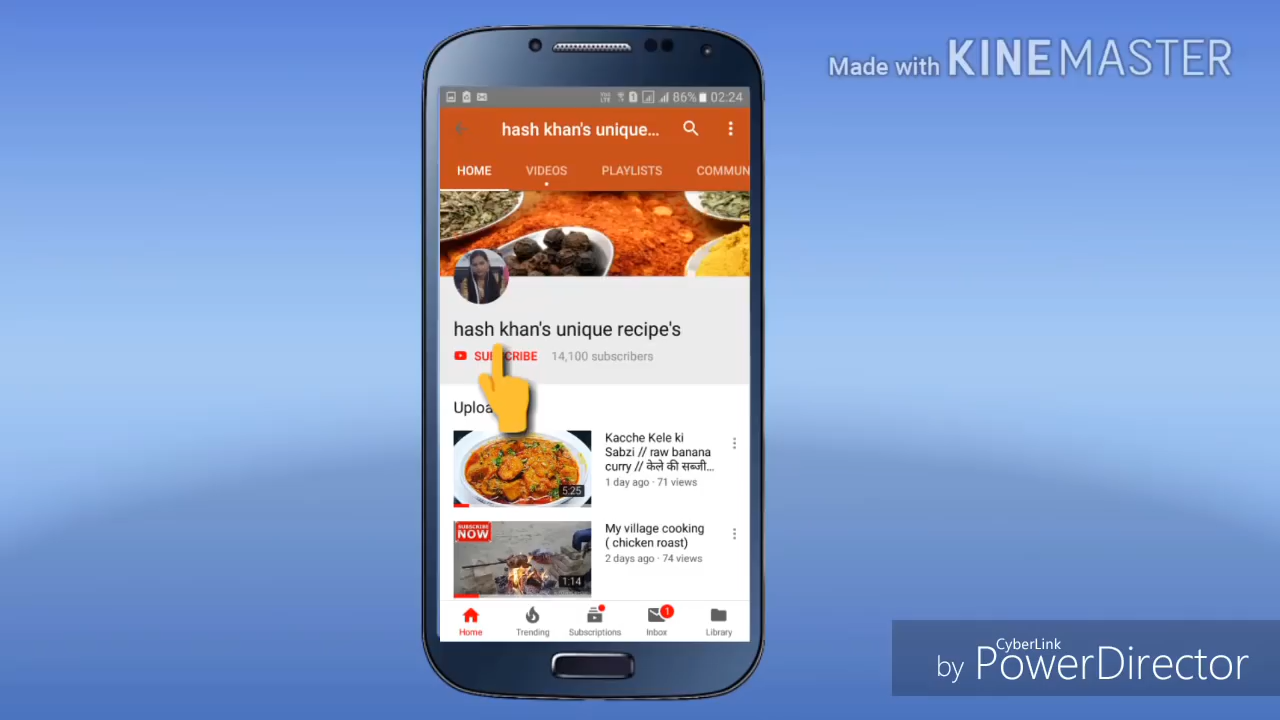 Made with KINEMASTER
86% 02:24
hash khan's unique...
HOME VIDEOS PLAYLISTS COMMUN
hash khan's unique recipe's
SUBSCRIBE 14,100 subscribers
Uploa
Kacche Kele ki
Sabzi // raw banana
curry // केले की सब्जी...
1 day ago · 71 views
5:25
SUBSCRIBE
NOW
My village cooking
( chicken roast)
2 days ago · 74 views
1:14
1
Home Trending Subscriptions Inbox Library
CyberLink
by PowerDirector